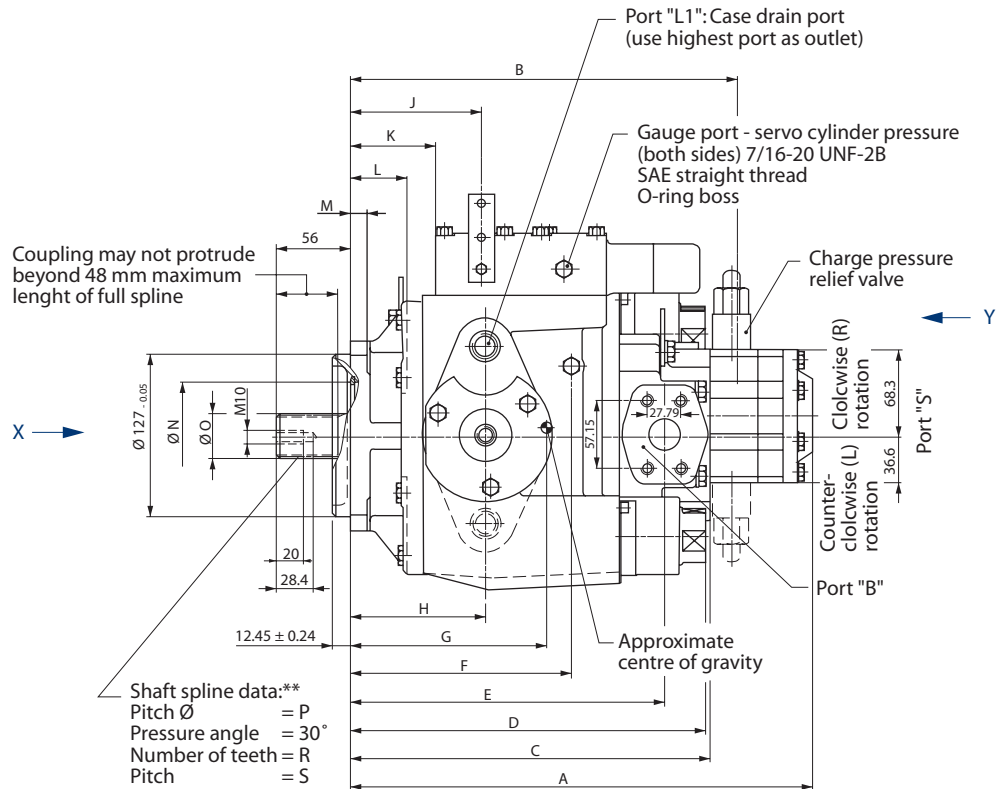 Port "L1": Case drain port
(use highest port as outlet)
B
J
K
L
M
56
Gauge port - servo cylinder pressure
(both sides) 7/16-20 UNF-2B
SAE straight thread
O-ring boss
Coupling may not protrude
beyond 48 mm maximum
lenght of full spline
Charge pressure
relief valve
Y
X
Ø 127 - 0.05
Ø N
Ø O
M10
57.15
27.79
Clolcwise (R)
rotation
68.3
Port "S"
36.6
Counter-
clolcwise (L)
rotation
20
28.4
Port "B"
12.45 ± 0.24
H
G
F
Approximate
centre of gravity
E
D
C
A
Shaft spline data:**
Pitch Ø = P
Pressure angle = 30°
Number of teeth = R
Pitch = S